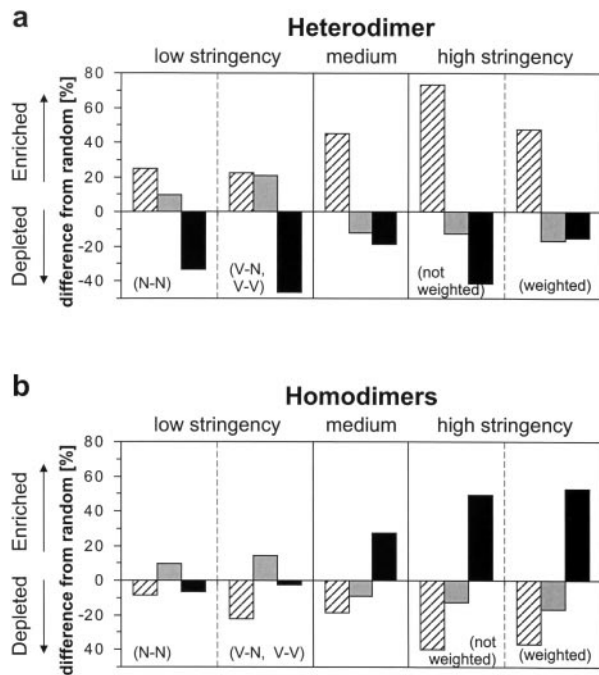 a
Heterodimer
low stringency medium high stringency
Enriched
Depleted
difference from random [%]
80
60
40
20
0
-20
-40
(N-N)
(V-N,
V-V)
(not
weighted)
(weighted)
b
Homodimers
low stringency medium high stringency
Enriched
Depleted
difference from random [%]
80
60
40
20
0
-20
40
(N-N)
(V-N, V-V)
(not
weighted)
(weighted)